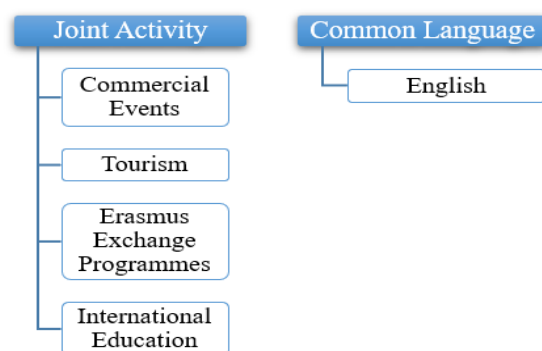 Joint Activity
Commercial
Events
Tourism
Erasmus
Exchange
Programmes
International
Education
Common Language
English